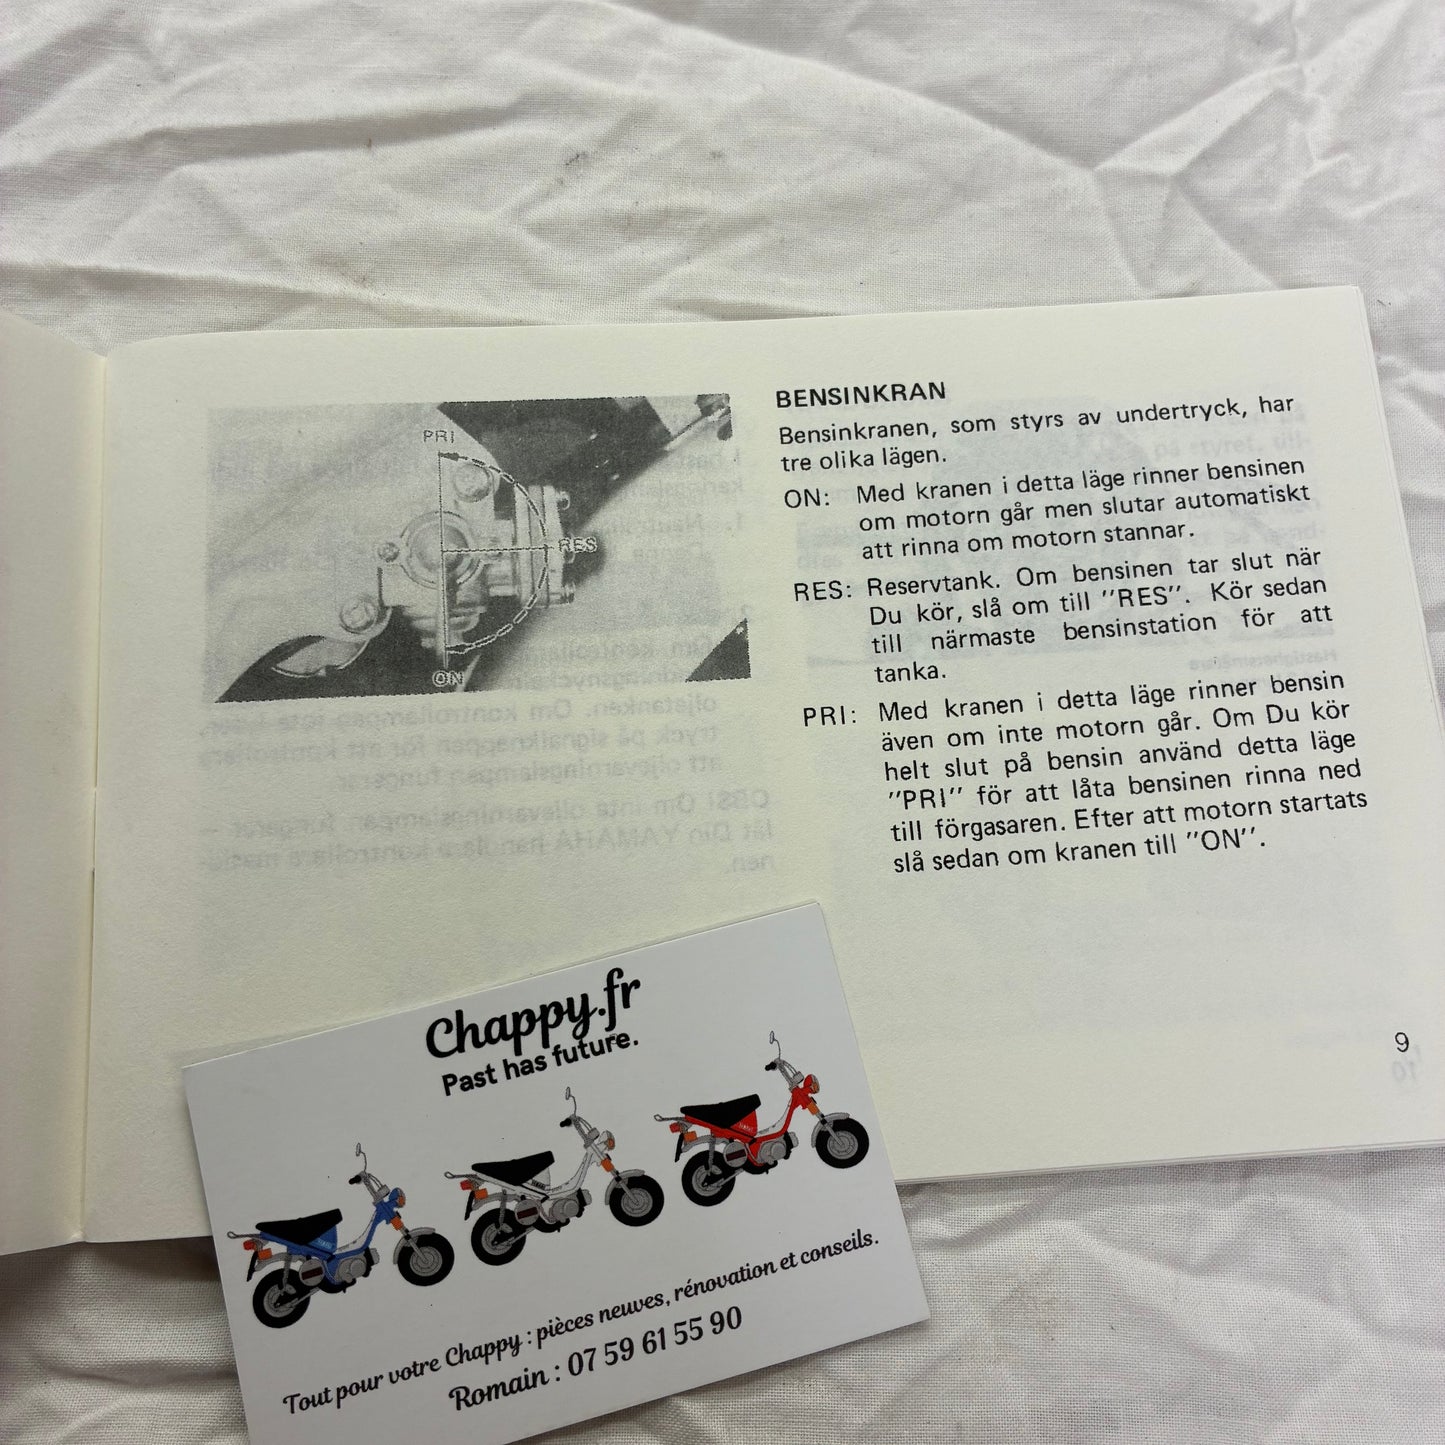 PRI
RES
ON
BENSINKRAN
Bensinkranen, som styrs av undertryck, har
tre olika lägen.
ON: Med kranen i detta läge rinner bensinen
om motorn går men slutar automatiskt
att rinna om motorn stannar.
RES: Reservtank. Om bensinen tar slut när
Du kör, slå om till "RES". Kör sedan
till närmaste bensinstation för att
tanka.
PRI: Med kranen i detta läge rinner bensin
även om inte motorn går. Om Du kör
helt slut på bensin använd detta läge
"PRI" för att låta bensinen rinna ned
till förgasaren. Efter att motorn startats
slå sedan om kranen till "ON".
9
Chappy.fr
Past has future.
Tout pour votre Chappy : pièces neuves, rénovation et conseils.
Romain : 07 59 61 55 90